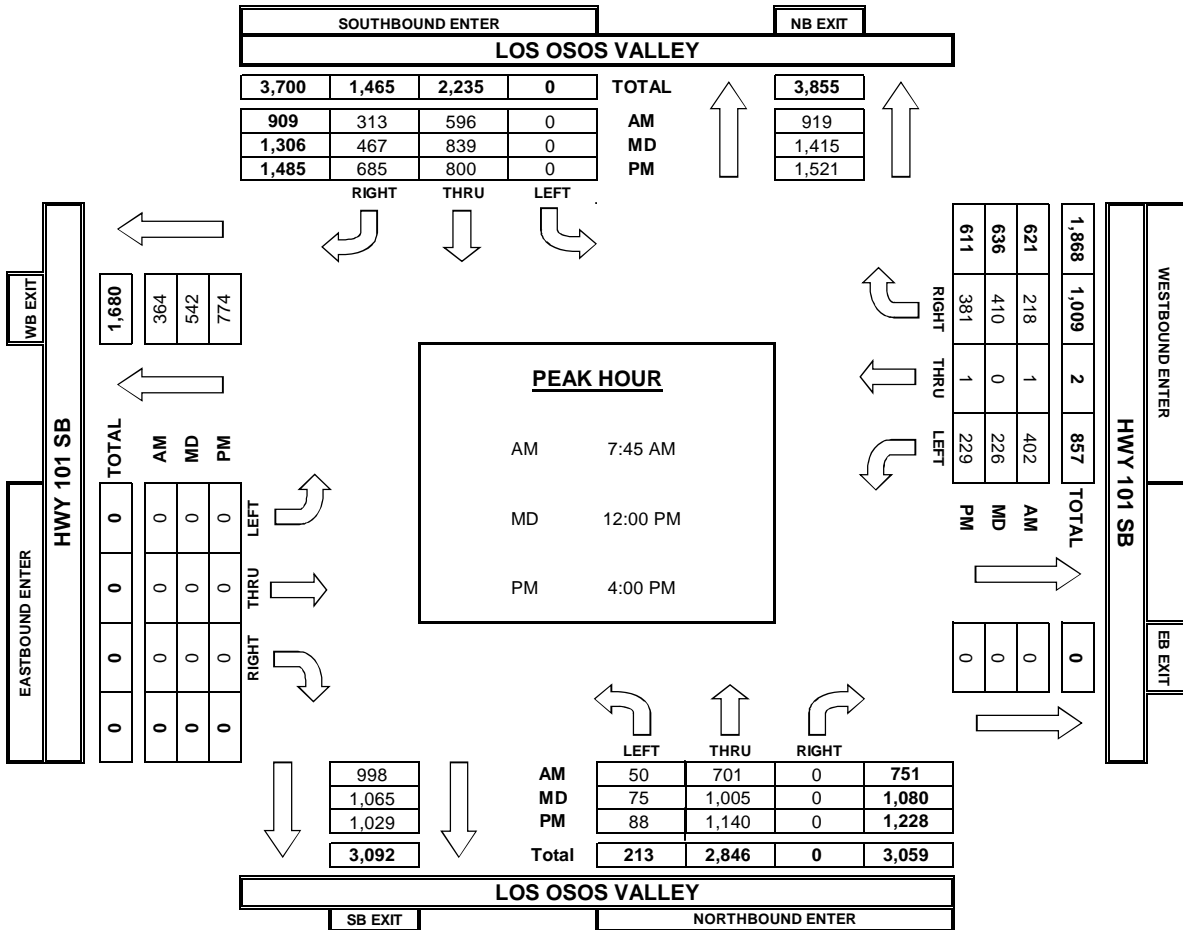 SOUTHBOUND ENTER NB EXIT
LOS OSOS VALLEY
3,700 1,465 2,235 0 TOTAL 3,855
909 313 596 0 AM 919
1,306 467 839 0 MD 1,415
1,485 685 800 0 PM 1,521
RIGHT THRU LEFT
WB EXIT
EASTBOUND ENTER
HWY 101 SB
1,680
364
542
774
TOTAL 0 0 0 0
AM 0 0 0 0
MD 0 0 0 0
PM 0 0 0 0
LEFT THRU RIGHT
PEAK HOUR
AM 7:45 AM
MD 12:00 PM
PM 4:00 PM
RIGHT THRU LEFT
611 381 1 229 PM 0
636 410 0 226 MD 0
621 218 1 402 AM 0
1,868 1,009 2 857 TOTAL 0
HWY 101 SB
WESTBOUND ENTER
EB EXIT
LEFT THRU RIGHT
998 AM 50 701 0 751
1,065 MD 75 1,005 0 1,080
1,029 PM 88 1,140 0 1,228
3,092 Total 213 2,846 0 3,059
LOS OSOS VALLEY
SB EXIT NORTHBOUND ENTER